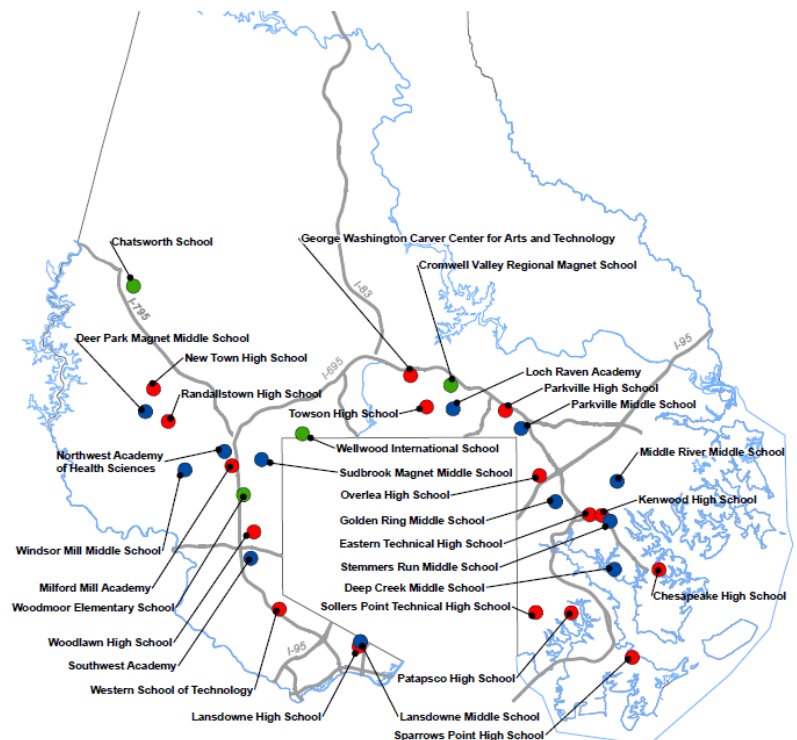 George Washington Carver Center for Arts and Technology
Chatsworth School
Cromwell Valley Regional Magnet School
I-83
I-795
Deer Park Magnet Middle School
New Town High School
I-695
I-95
Loch Raven Academy
Randallstown High School
Parkville High School
Parkville Middle School
Towson High School
Wellwood International School
Northwest Academy
of Health Sciences
Middle River Middle School
Sudbrook Magnet Middle School
Overlea High School
Kenwood High School
Golden Ring Middle School
Eastern Technical High School
Windsor Mill Middle School
Stemmers Run Middle School
Milford Mill Academy
Deep Creek Middle School
Chesapeake High School
Woodmoor Elementary School
Sollers Point Technical High School
Woodlawn High School
I-95
Southwest Academy
Patapsco High School
Western School of Technology
Lansdowne High School
Lansdowne Middle School
Sparrows Point High School